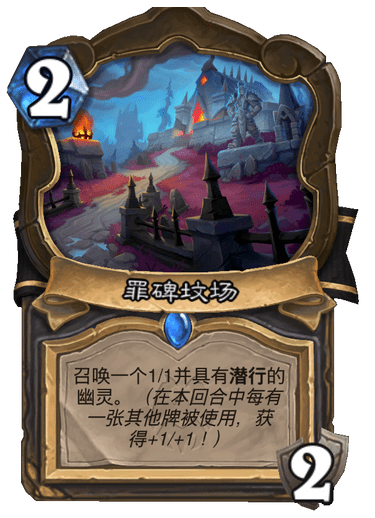 2
罪碑坟场
召唤一个1/1并具有潜行的
幽灵。（在本回合中每有
一张其他牌被使用，获
得+1/+1！）
2